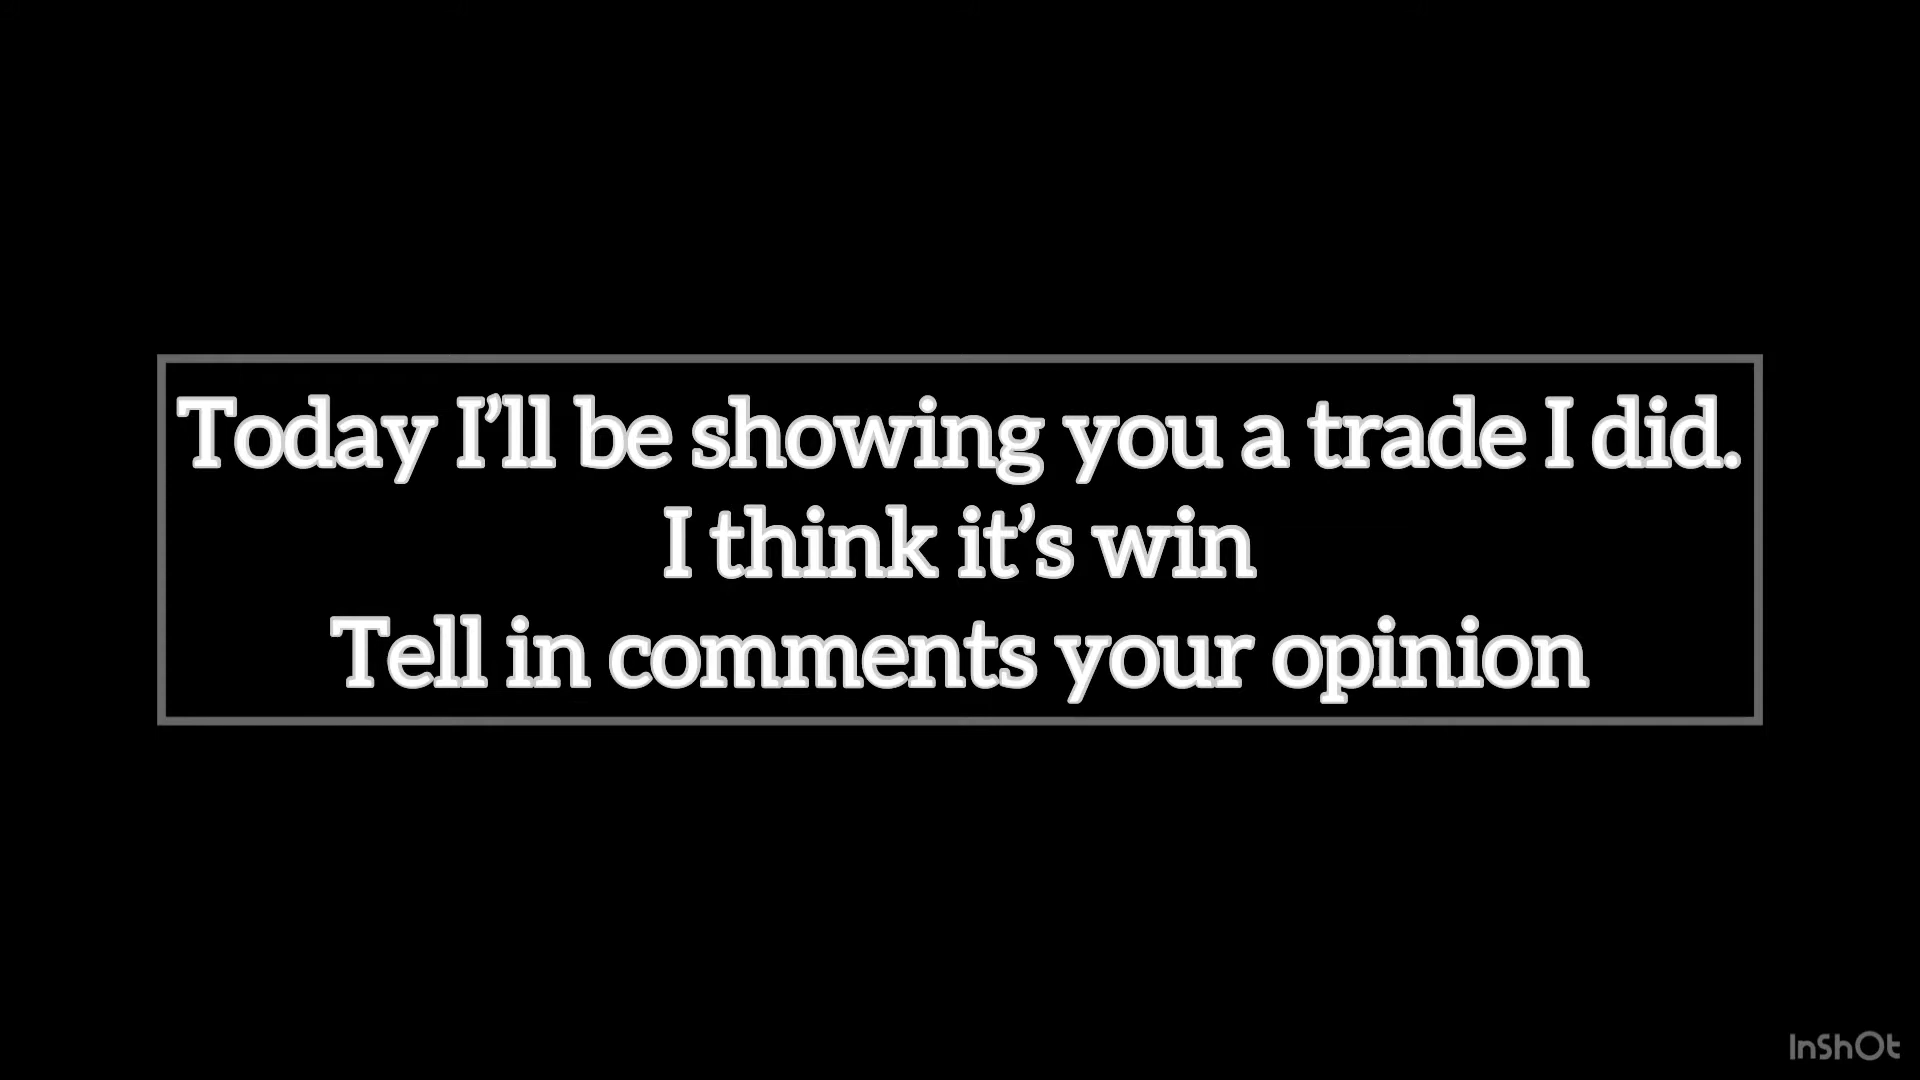 Today I’ll be showing you a trade I did.
I think it’s win
Tell in comments your opinion
InShOt